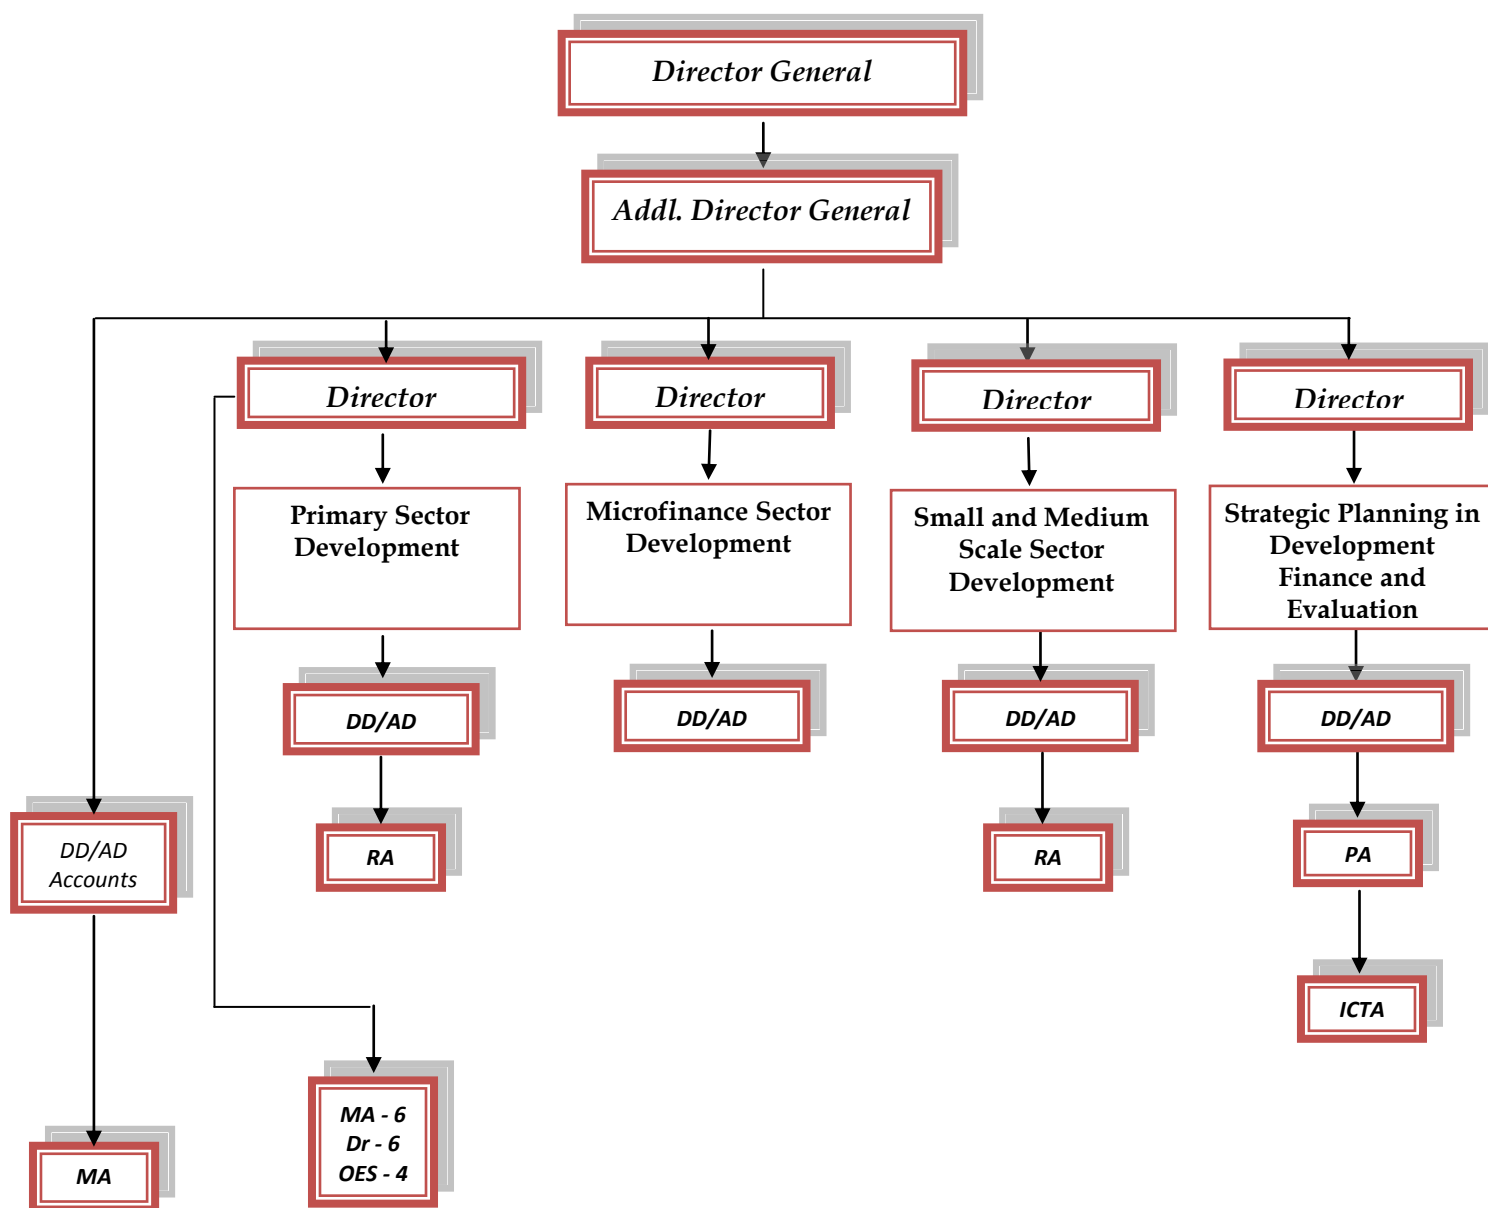 Director General
Addl. Director General
Director
Director
Director
Director
Primary Sector
Development
Microfinance Sector
Development
Small and Medium
Scale Sector
Development
Strategic Planning in
Development
Finance and
Evaluation
DD/AD
DD/AD
DD/AD
DD/AD
DD/AD
Accounts
RA
RA
PA
ICTA
MA - 6
Dr - 6
OES - 4
MA